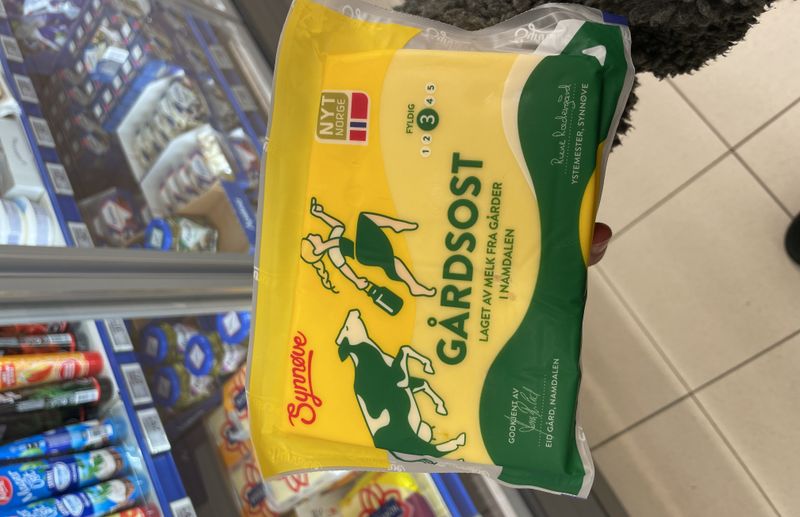 Synnøve
NYT
NORGE
FYLDIG
1 2 3 4 5
GÅRDSOST
LAGET AV MELK FRA GÅRDER
I NAMDALEN
GODKJENT AV
EID GÅRD, NAMDALEN
YSTEMESTER, SYNNØVE